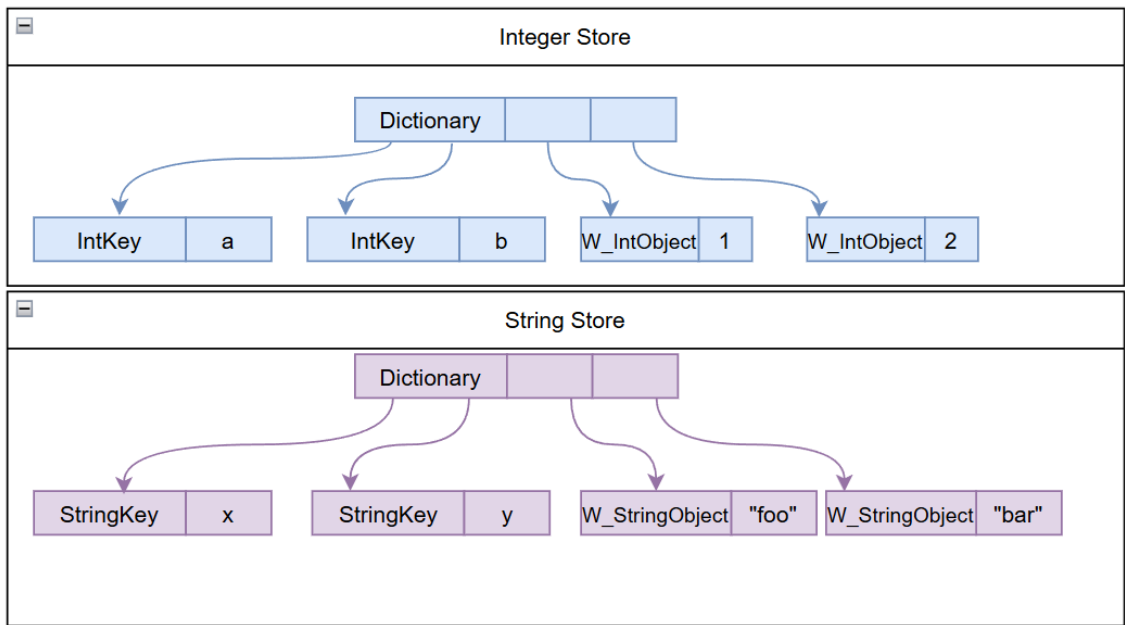 Integer Store
Dictionary
IntKey a IntKey b W_IntObject 1 W_IntObject 2
String Store
Dictionary
StringKey x StringKey y W_StringObject "foo" W_StringObject "bar"